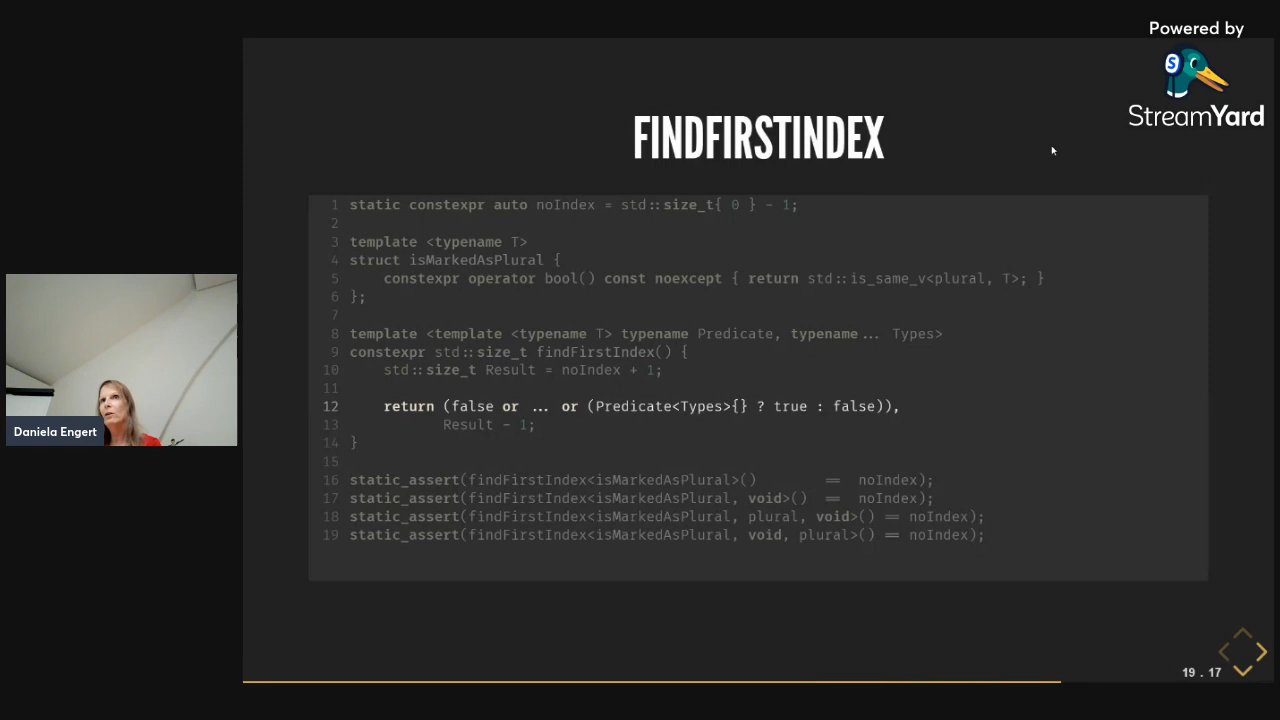 Powered by
StreamYard
FINDFIRSTINDEX
1 static constexpr auto noIndex = std::size_t{ 0 } - 1;
2
3 template <typename T>
4 struct isMarkedAsPlural {
5     constexpr operator bool() const noexcept { return std::is_same_v<plural, T>; }
6 };
7
8 template <template <typename T> typename Predicate, typename... Types>
9 constexpr std::size_t findFirstIndex() {
10     std::size_t Result = noIndex + 1;
11
12     return (false or ... or (Predicate<Types>{} ? true : false)),
13            Result - 1;
14 }
15
16 static_assert(findFirstIndex<isMarkedAsPlural>()        == noIndex);
17 static_assert(findFirstIndex<isMarkedAsPlural, void>()  == noIndex);
18 static_assert(findFirstIndex<isMarkedAsPlural, plural, void>() == noIndex);
19 static_assert(findFirstIndex<isMarkedAsPlural, void, plural>() == noIndex);
Daniela Engert
19 . 17